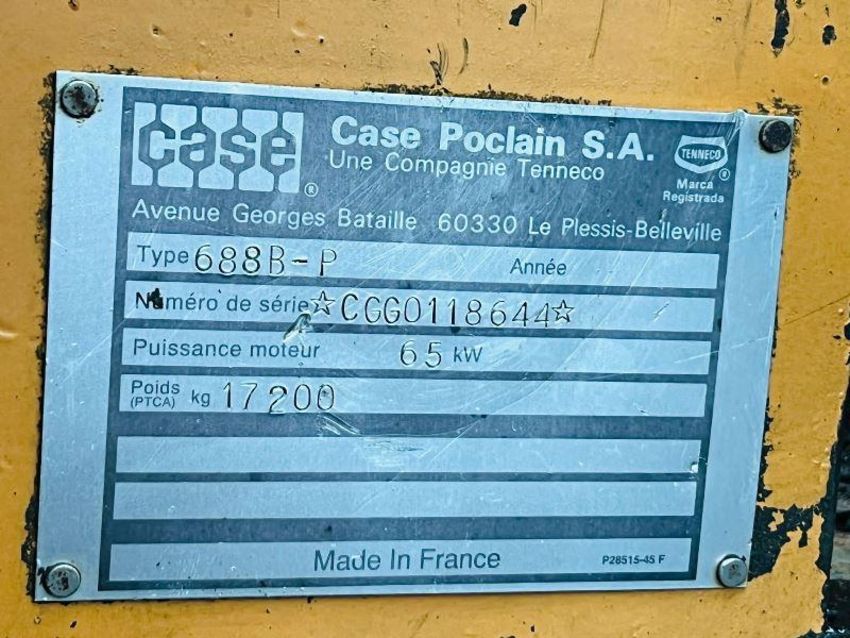 case ®
Case Poclain S.A.
Une Compagnie Tenneco
TENNECO ®
Marca
Registrada
Avenue Georges Bataille 60330 Le Plessis-Belleville
Type 688B-P Année
Numéro de série ☆CGG0118644☆
Puissance moteur 65 kW
Poids (PTCA) kg 17200
Made In France P28515-45 F